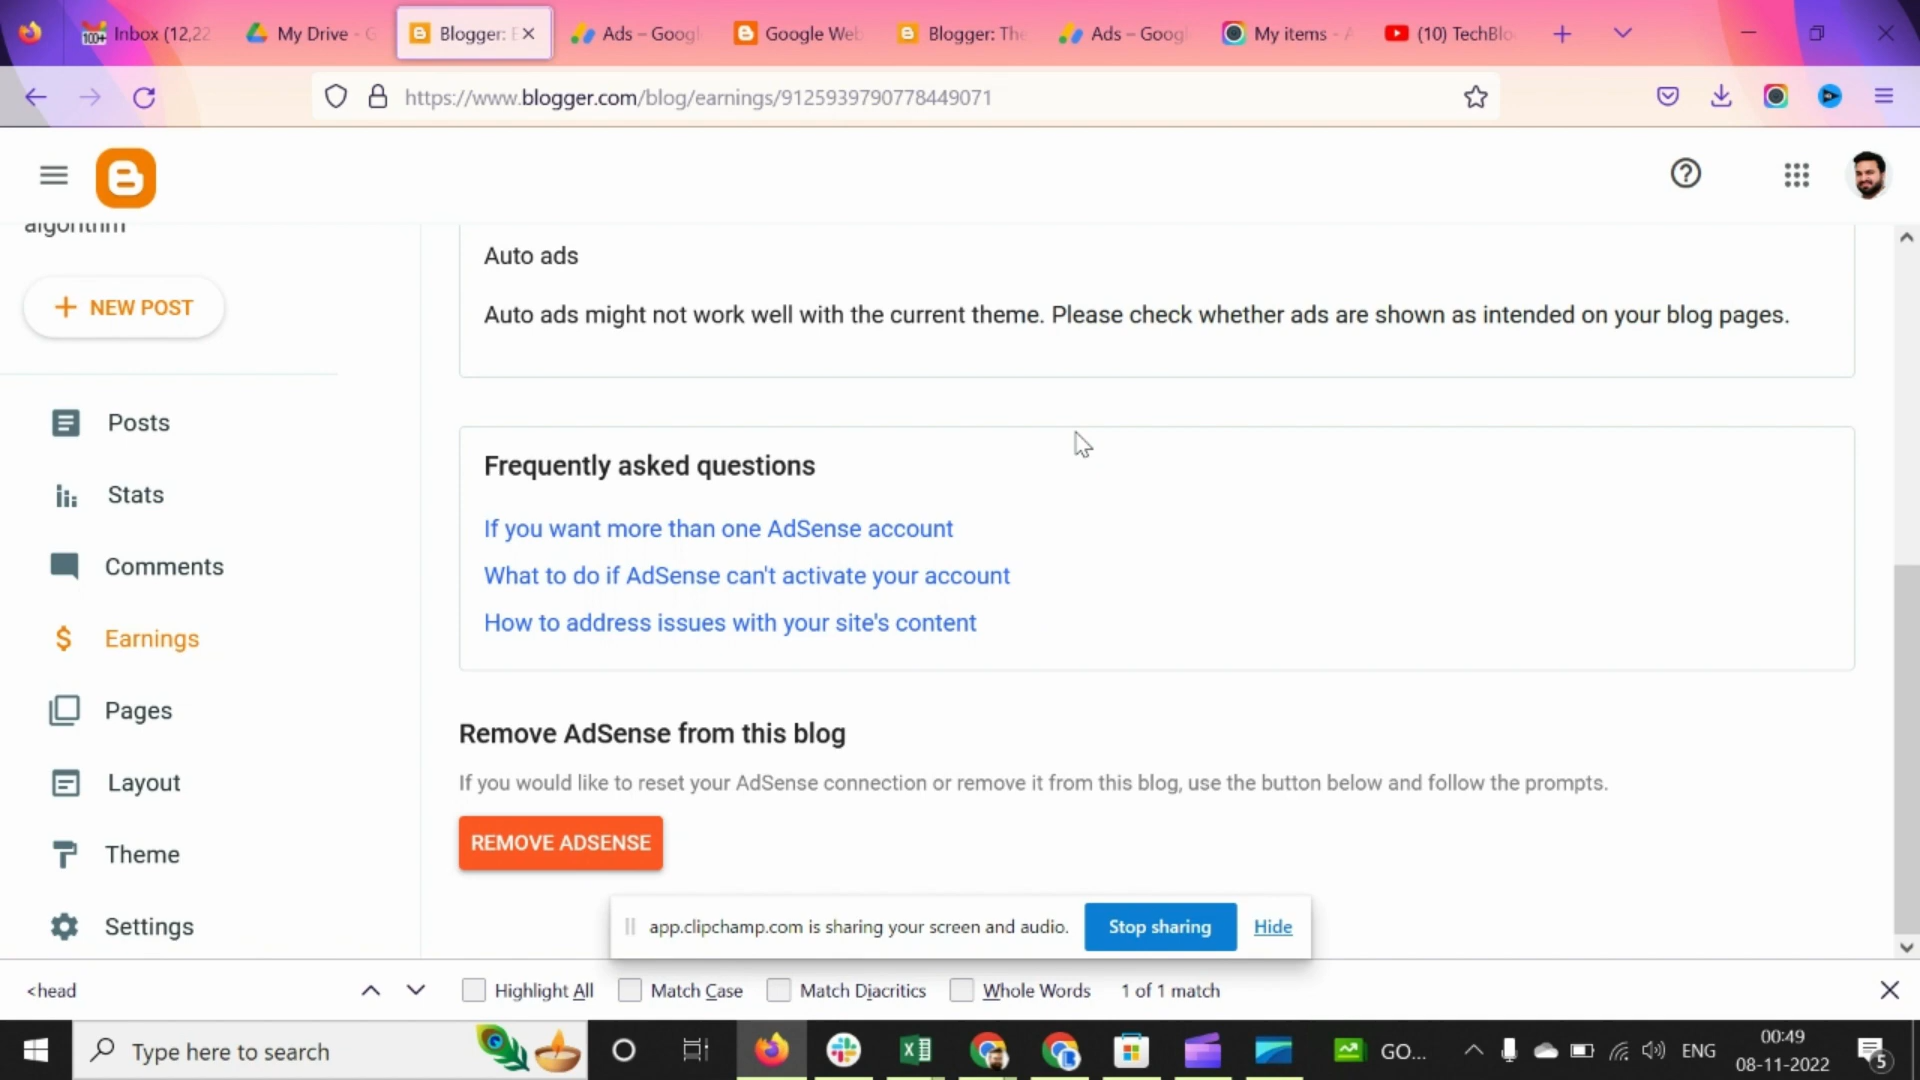 100+ Inbox (12,22
My Drive - G
Blogger: E
Ads – Googl
Google Web
Blogger: The
Ads – Googl
My items - A
(10) TechBlo
https://www.blogger.com/blog/earnings/9125939790778449071
algorithm
NEW POST
Posts
Stats
Comments
Earnings
Pages
Layout
Theme
Settings
Auto ads
Auto ads might not work well with the current theme. Please check whether ads are shown as intended on your blog pages.
Frequently asked questions
If you want more than one AdSense account
What to do if AdSense can't activate your account
How to address issues with your site's content
Remove AdSense from this blog
If you would like to reset your AdSense connection or remove it from this blog, use the button below and follow the prompts.
REMOVE ADSENSE
app.clipchamp.com is sharing your screen and audio. Stop sharing Hide
<head Highlight All Match Case Match Diacritics Whole Words 1 of 1 match
Type here to search
GO...
ENG
00:49
08-11-2022
5